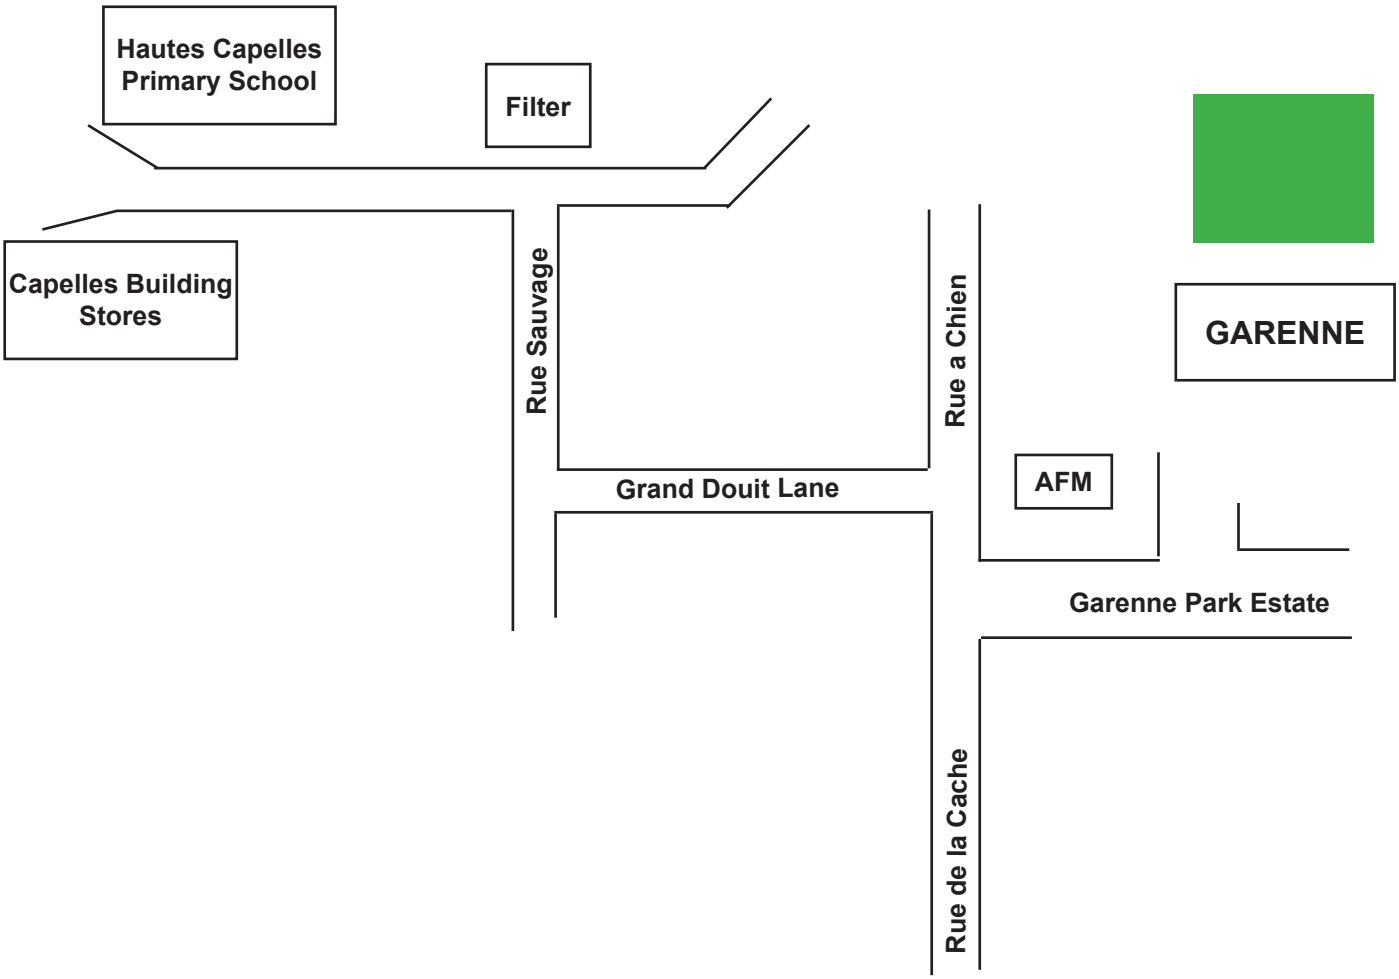 Hautes Capelles
Primary School
Filter
Capelles Building
Stores
Rue Sauvage
Rue a Chien
GARENNE
Grand Douit Lane
AFM
Garenne Park Estate
Rue de la Cache